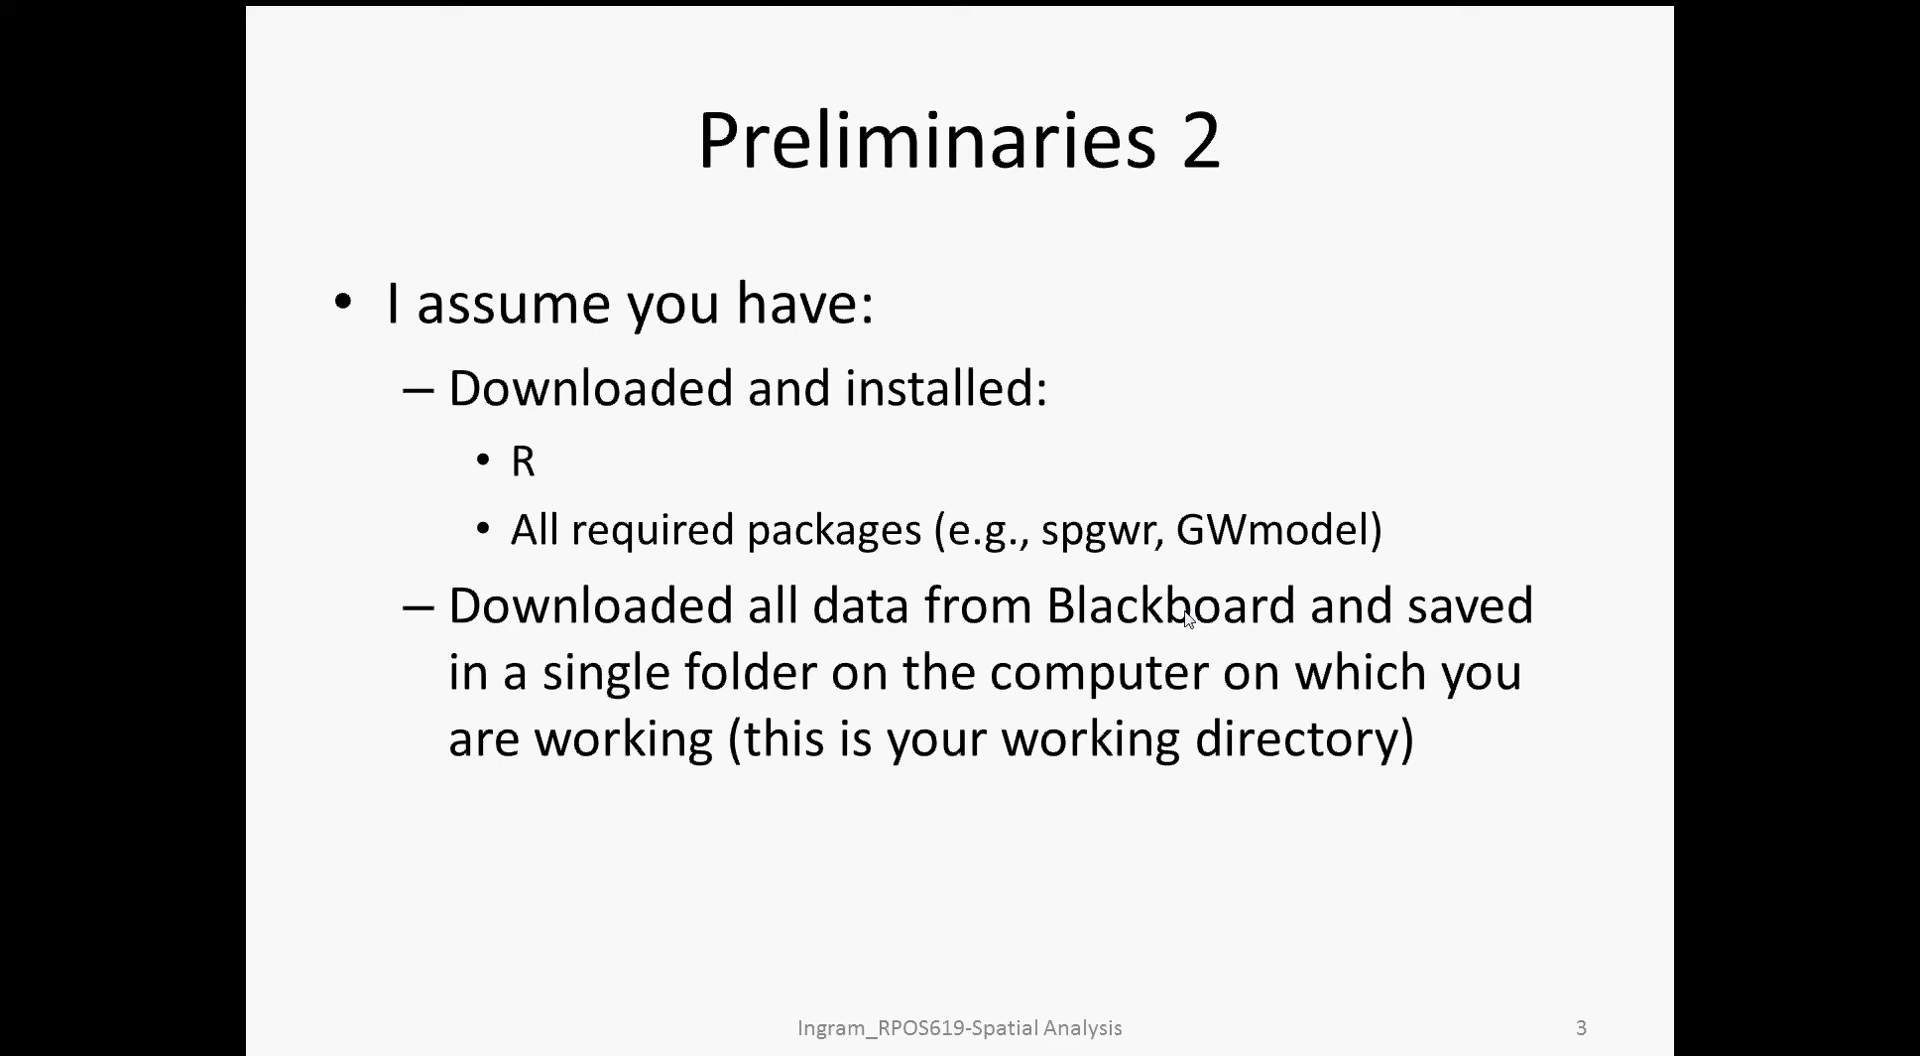 Preliminaries 2
• I assume you have:
– Downloaded and installed:
• R
• All required packages (e.g., spgwr, GWmodel)
– Downloaded all data from Blackboard and saved
in a single folder on the computer on which you
are working (this is your working directory)
Ingram_RPOS619-Spatial Analysis
3